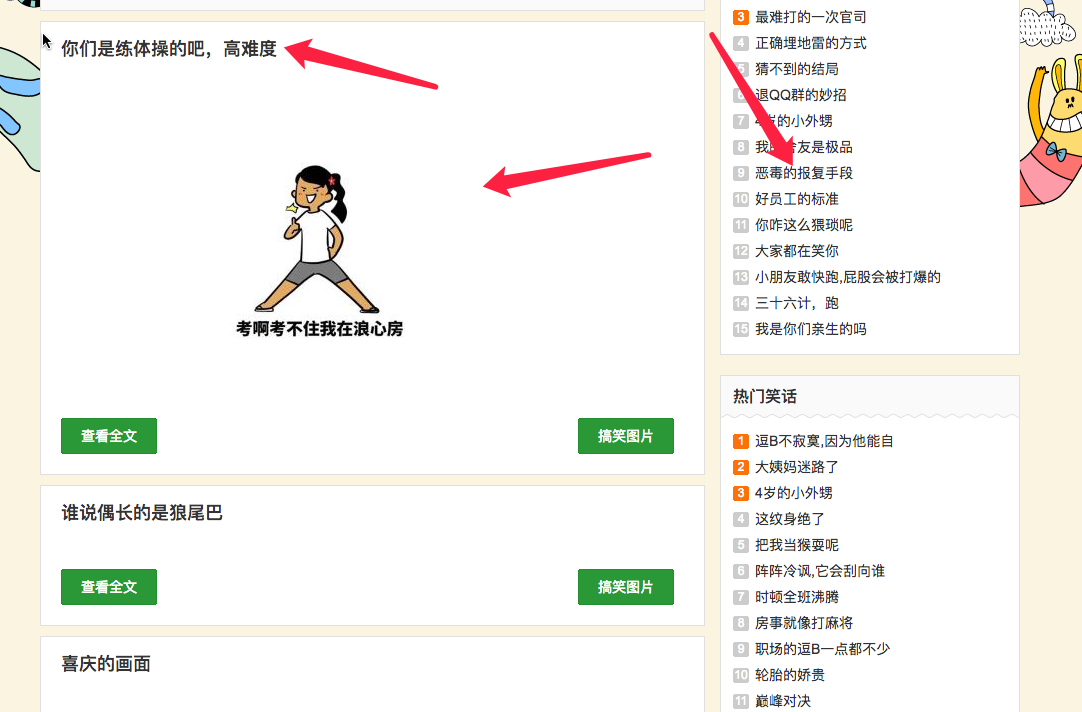 你们是练体操的吧，高难度
考啊考不住我在浪心房
查看全文
搞笑图片
谁说偶长的是狼尾巴
查看全文
搞笑图片
喜庆的画面
3 最难打的一次官司
4 正确埋地雷的方式
5 猜不到的结局
6 退QQ群的妙招
7 4岁的小外甥
8 我 舍友是极品
9 恶毒的报复手段
10 好员工的标准
11 你咋这么猥琐呢
12 大家都在笑你
13 小朋友敢快跑,屁股会被打爆的
14 三十六计，跑
15 我是你们亲生的吗
热门笑话
1 逗B不寂寞,因为他能自
2 大姨妈迷路了
3 4岁的小外甥
4 这纹身绝了
5 把我当猴耍呢
6 阵阵冷讽,它会刮向谁
7 时顿全班沸腾
8 房事就像打麻将
9 职场的逗B一点都不少
10 轮胎的娇贵
11 巅峰对决